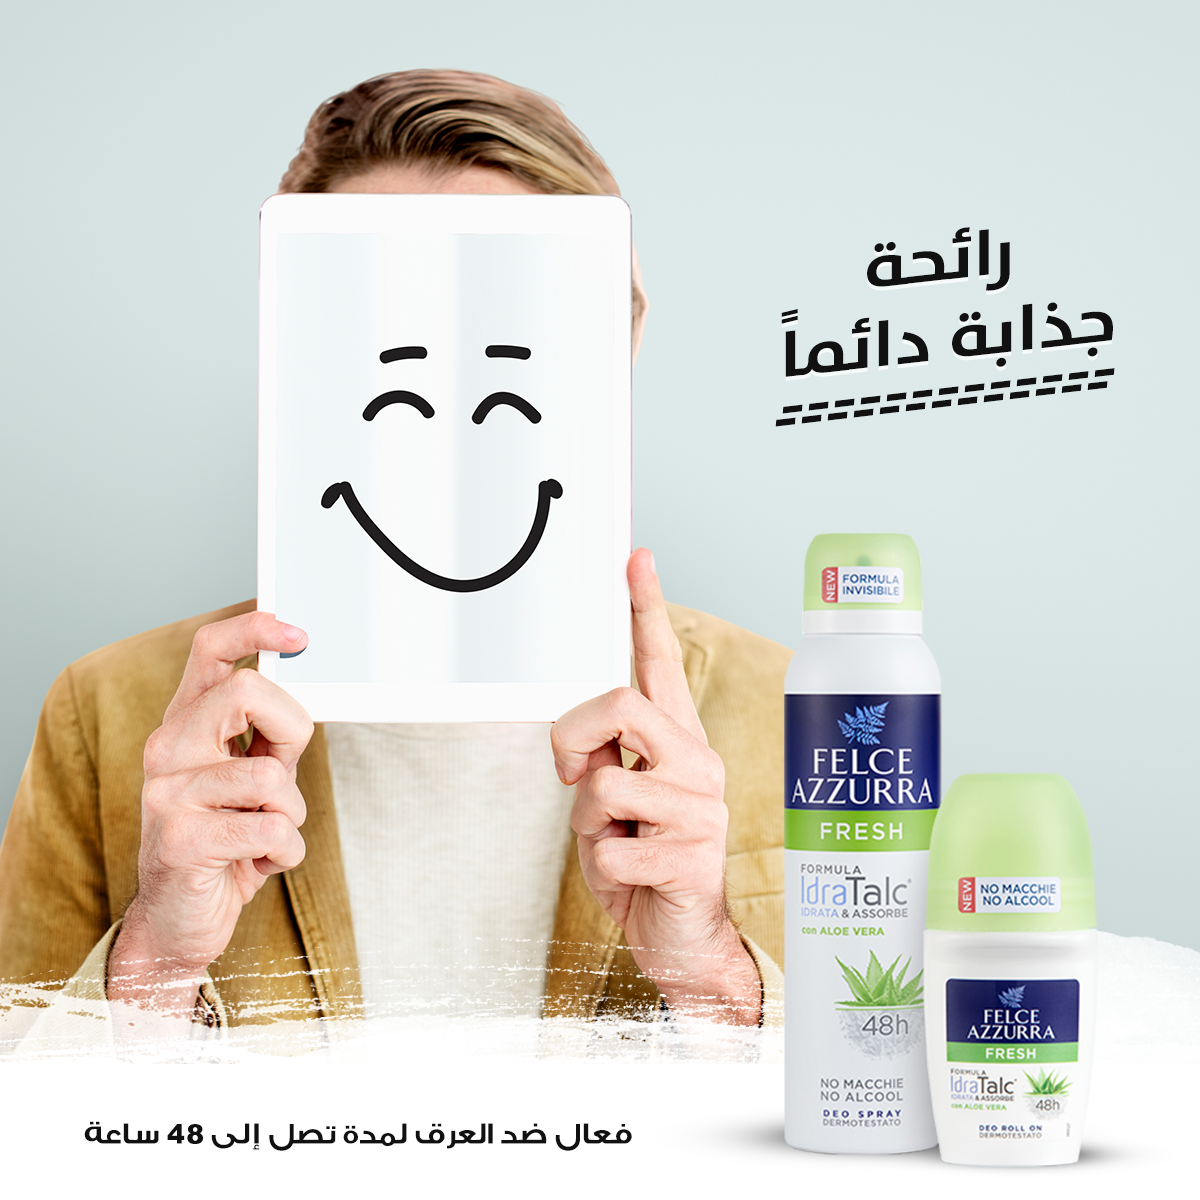 رائحة
جذابة دائماً
NEW
FORMULA
INVISIBILE
FELCE
AZZURRA
FRESH
FORMULA
IdraTalc
IDRATA & ASSORBE
con ALOE VERA
48h
NO MACCHIE
NO ALCOOL
DEO SPRAY
DERMOTESTATO
NEW
NO MACCHIE
NO ALCOOL
FELCE
AZZURRA
FRESH
FORMULA
IdraTalc
IDRATA & ASSORBE
con ALOE VERA
48h
DEO ROLL ON
DERMOTESTATO
فعال ضد العرق لمدة تصل إلى 48 ساعة